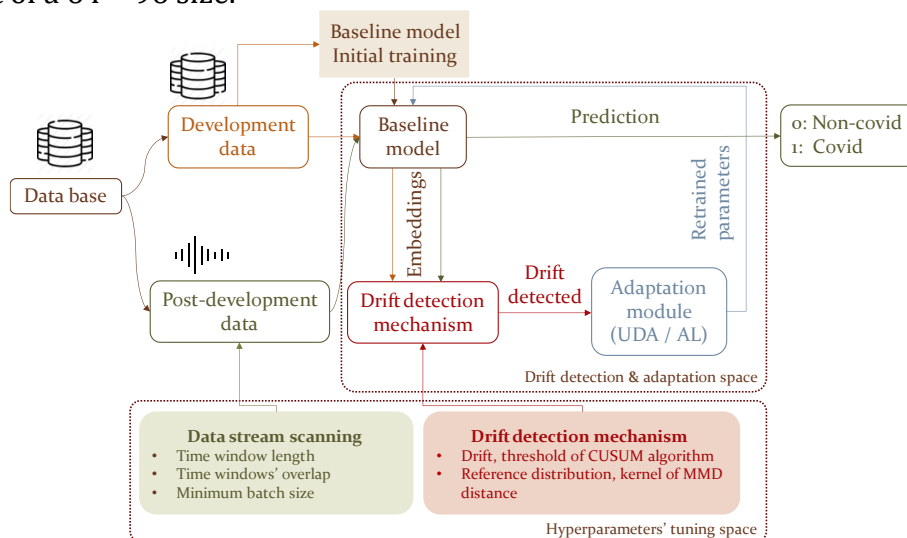 Baseline model
Initial training
Development
data
Baseline
model
Prediction
0: Non-covid
1: Covid
Data base
Embeddings
Retrained
parameters
Post-development
data
Drift detection
mechanism
Drift
detected
Adaptation
module
(UDA / AL)
Drift detection & adaptation space
Data stream scanning
• Time window length
• Time windows' overlap
• Minimum batch size
Drift detection mechanism
• Drift, threshold of CUSUM algorithm
• Reference distribution, kernel of MMD
distance
Hyperparameters' tuning space